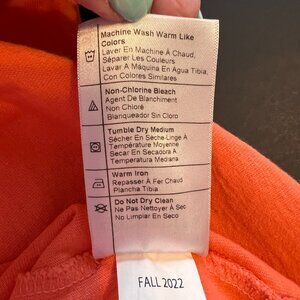 Machine Wash Warm Like
Colors
Laver En Machine À Chaud,
Séparer Les Couleurs
Lavar A Máquina En Agua Tibia,
Con Colores Similares
Non-Chlorine Bleach
Agent De Blanchiment
Non Chloré
Blanqueador Sin Cloro
Tumble Dry Medium
Sécher En Sèche-Linge À
Température Moyenne
Secar En Secadora A
Temperatura Mediana
Warm Iron
Repasser À Fer Chaud
Plancha Tibia
Do Not Dry Clean
Ne Pas Nettoyer À Sec
No Limpiar En Seco
FALL 2022